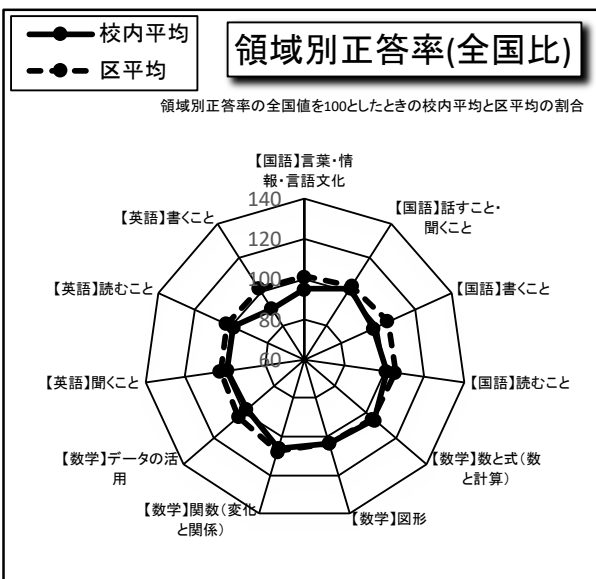 校内平均
区平均
領域別正答率(全国比)
領域別正答率の全国値を100としたときの校内平均と区平均の割合
【国語】言葉・情
報・言語文化
【国語】話すこと・
聞くこと
【国語】書くこと
【国語】読むこと
【数学】数と式(数
と計算)
【数学】図形
【数学】関数(変化
と関係)
【数学】データの活
用
【英語】聞くこと
【英語】読むこと
【英語】書くこと
140
120
100
80
60